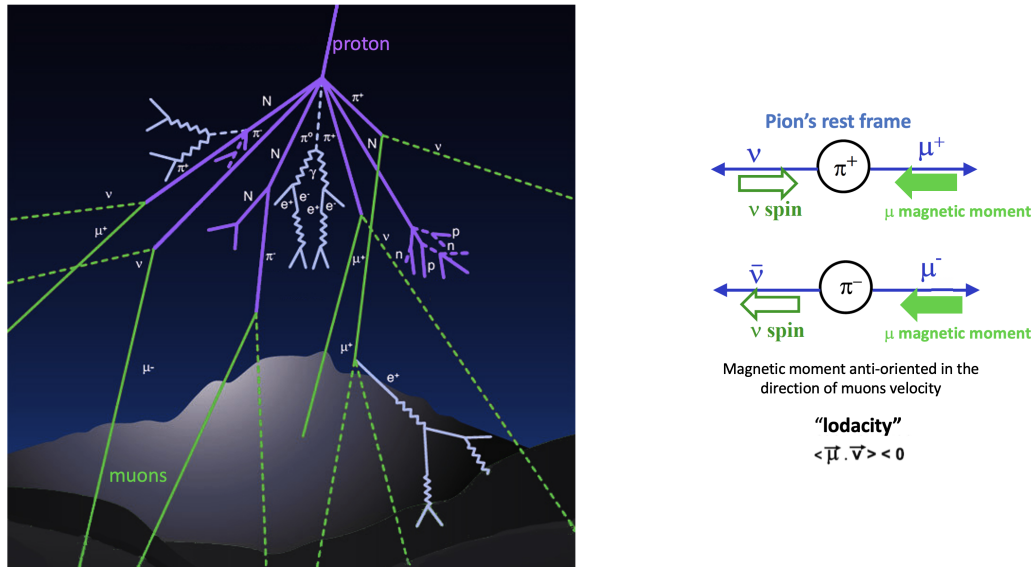 proton
N
π⁺
π⁻
N
π⁰
π⁺
N
ν
π⁺
γ
N
e⁺
e⁻
e⁺
e⁻
ν
μ⁺
ν
π⁻
μ⁺
ν
n
p
n
p
μ⁺
μ-
e⁺
muons
Pion's rest frame
ν
π⁺
μ⁺
ν spin
μ magnetic moment
ν̄
π⁻
μ⁻
ν spin
μ magnetic moment
Magnetic moment anti-oriented in the
direction of muons velocity
“lodacity”
<μ⃗ . v⃗> < 0